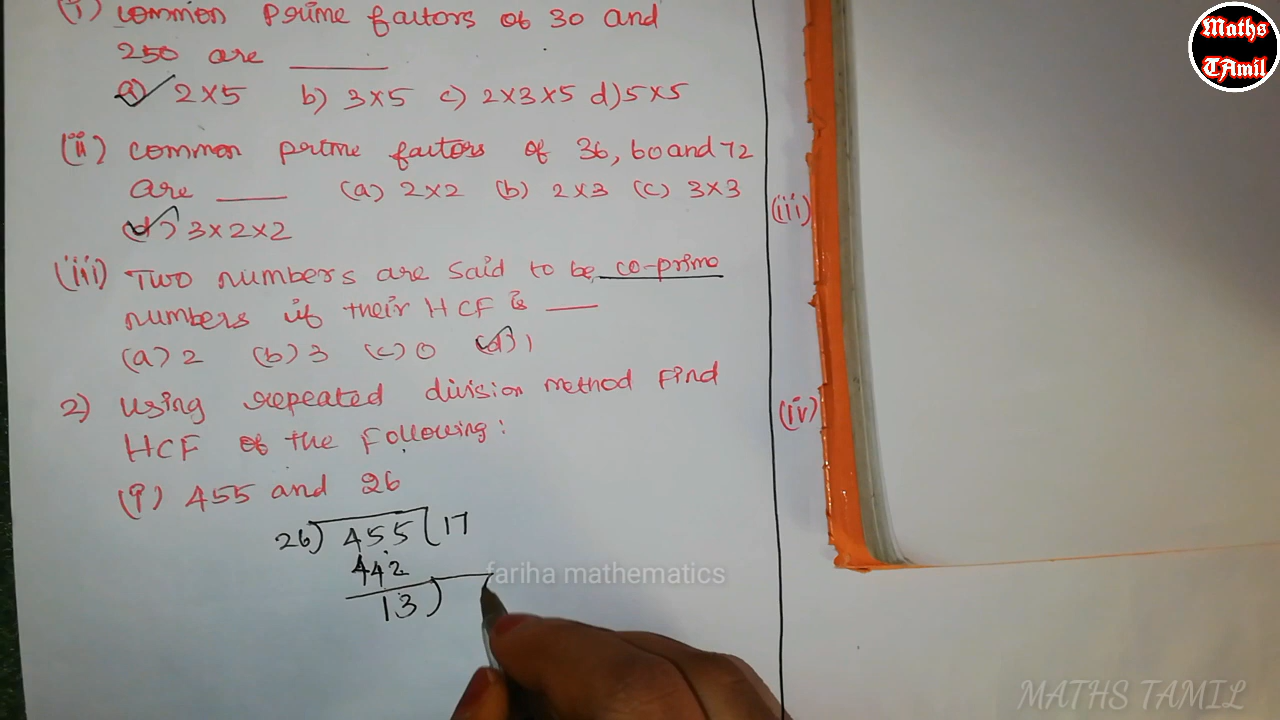 (i) common prime factors of 30 and
250 are ____
a) 2×5 b) 3×5 c) 2×3×5 d) 5×5
(ii) common prime factors of 36, 60 and 72
are ____ (a) 2×2 (b) 2×3 (c) 3×3
(d) 3×2×2
(iii) Two numbers are said to be co-prime
numbers if their HCF is ____
(a) 2 (b) 3 (c) 0 (d) 1
2) Using repeated division method find
HCF of the following:
(i) 455 and 26
26) 455 (17
442
13)
(iii)
(iv)
Maths
TAmil
fariha mathematics
MATHS TAMIL